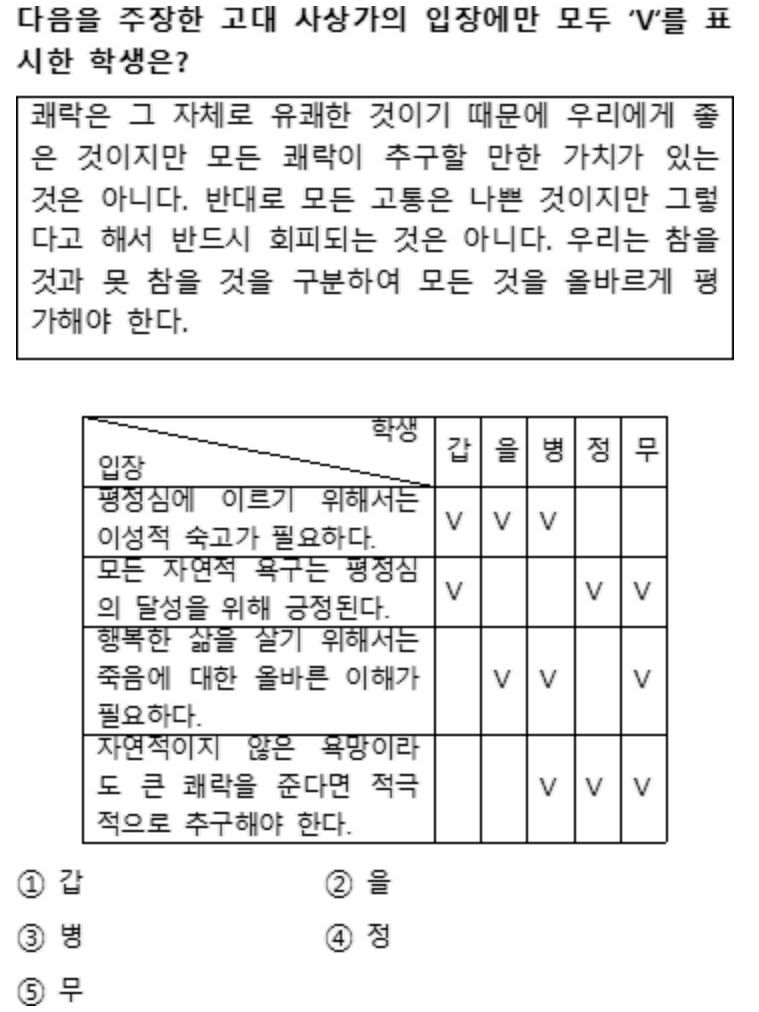 다음을 주장한 고대 사상가의 입장에만 모두 ‘V’를 표
시한 학생은?
쾌락은 그 자체로 유쾌한 것이기 때문에 우리에게 좋
은 것이지만 모든 쾌락이 추구할 만한 가치가 있는
것은 아니다. 반대로 모든 고통은 나쁜 것이지만 그렇
다고 해서 반드시 회피되는 것은 아니다. 우리는 참을
것과 못 참을 것을 구분하여 모든 것을 올바르게 평
가해야 한다.
학생
입장
갑 을 병 정 무
평정심에 이르기 위해서는
이성적 숙고가 필요하다.
V V V
모든 자연적 욕구는 평정심
의 달성을 위해 긍정된다.
V V V
행복한 삶을 살기 위해서는
죽음에 대한 올바른 이해가
필요하다.
V V V
자연적이지 않은 욕망이라
도 큰 쾌락을 준다면 적극
적으로 추구해야 한다.
V V V
① 갑 ② 을
③ 병 ④ 정
⑤ 무